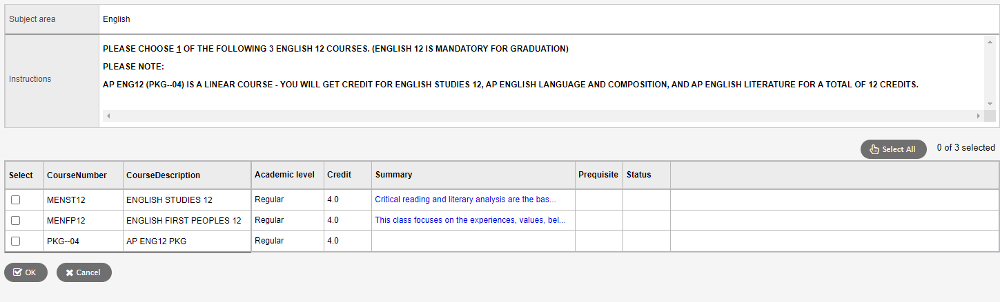 Subject area English
Instructions
PLEASE CHOOSE 1 OF THE FOLLOWING 3 ENGLISH 12 COURSES. (ENGLISH 12 IS MANDATORY FOR GRADUATION)
PLEASE NOTE:
AP ENG12 (PKG--04) IS A LINEAR COURSE - YOU WILL GET CREDIT FOR ENGLISH STUDIES 12, AP ENGLISH LANGUAGE AND COMPOSITION, AND AP ENGLISH LITERATURE FOR A TOTAL OF 12 CREDITS.
Select All 0 of 3 selected
Select CourseNumber CourseDescription Academic level Credit Summary Prequisite Status
MENST12 ENGLISH STUDIES 12 Regular 4.0 Critical reading and literary analysis are the bas...
MENFP12 ENGLISH FIRST PEOPLES 12 Regular 4.0 This class focuses on the experiences, values, bel...
PKG--04 AP ENG12 PKG Regular 4.0
OK Cancel